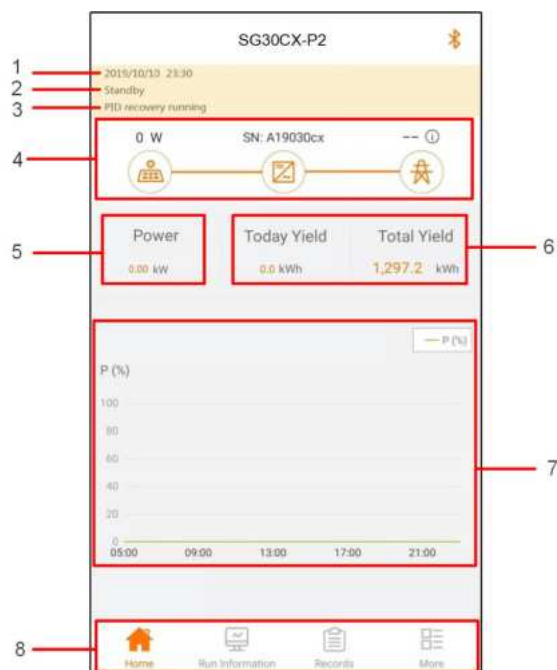 SG30CX-P2
1
2019/10/10 23:30
2
Standby
3
PID recovery running
4
0 W SN: A19030cx --
5
Power Today Yield Total Yield
6
0.00 kW 0.0 kWh 1,297.2 kWh
P (%)
P (%)
100
80
60
7
40
20
0
05:00 09:00 13:00 17:00 21:00
8
Home Run Information Records More